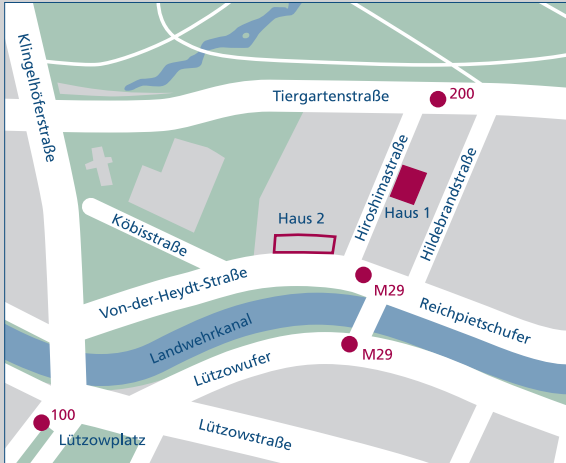 Klingelhöferstraße
Tiergartenstraße
200
Hiroshimastraße
Haus 1
Hildebrandstraße
Haus 2
Köbisstraße
Von-der-Heydt-Straße
M29
Reichpietschufer
Landwehrkanal
M29
Lützowufer
100
Lützowplatz
Lützowstraße